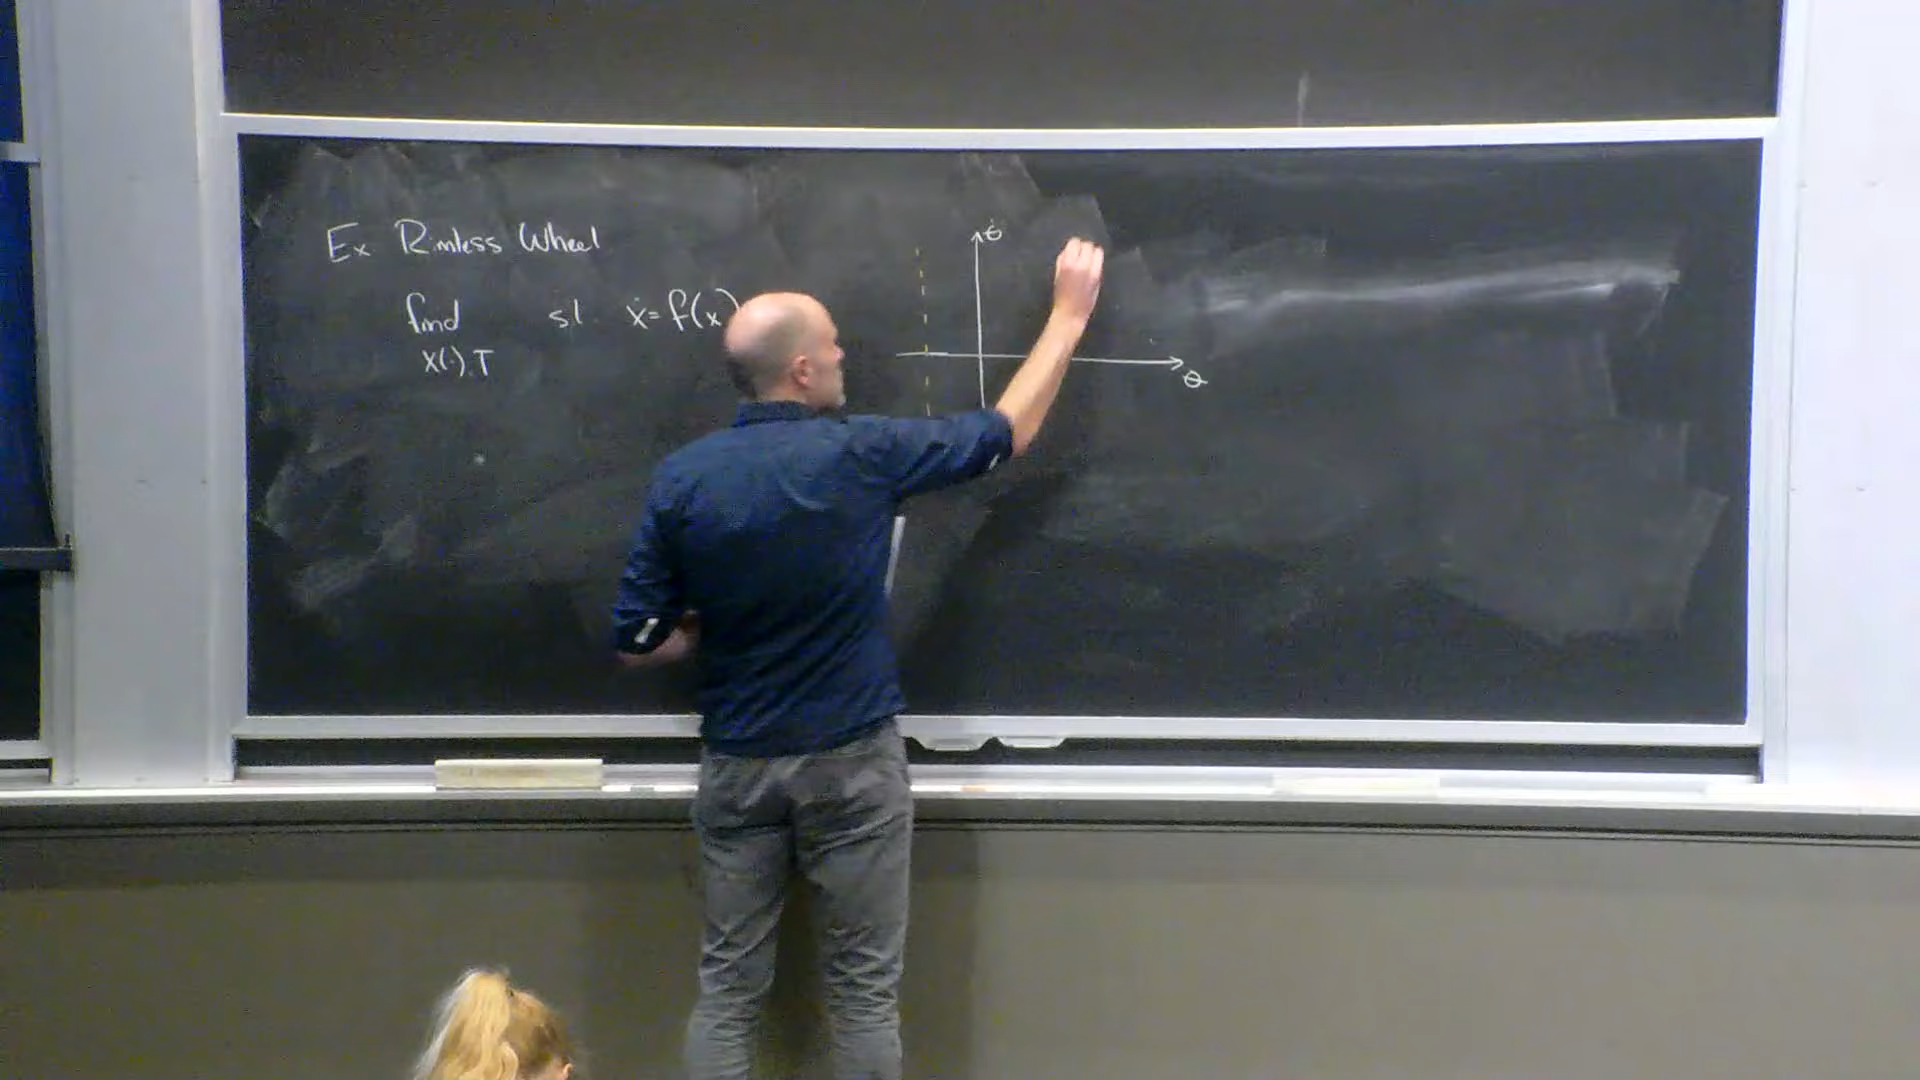 Ex Rimless Wheel
find s.t. ẋ=f(x)
x(·),T
θ̇
θ